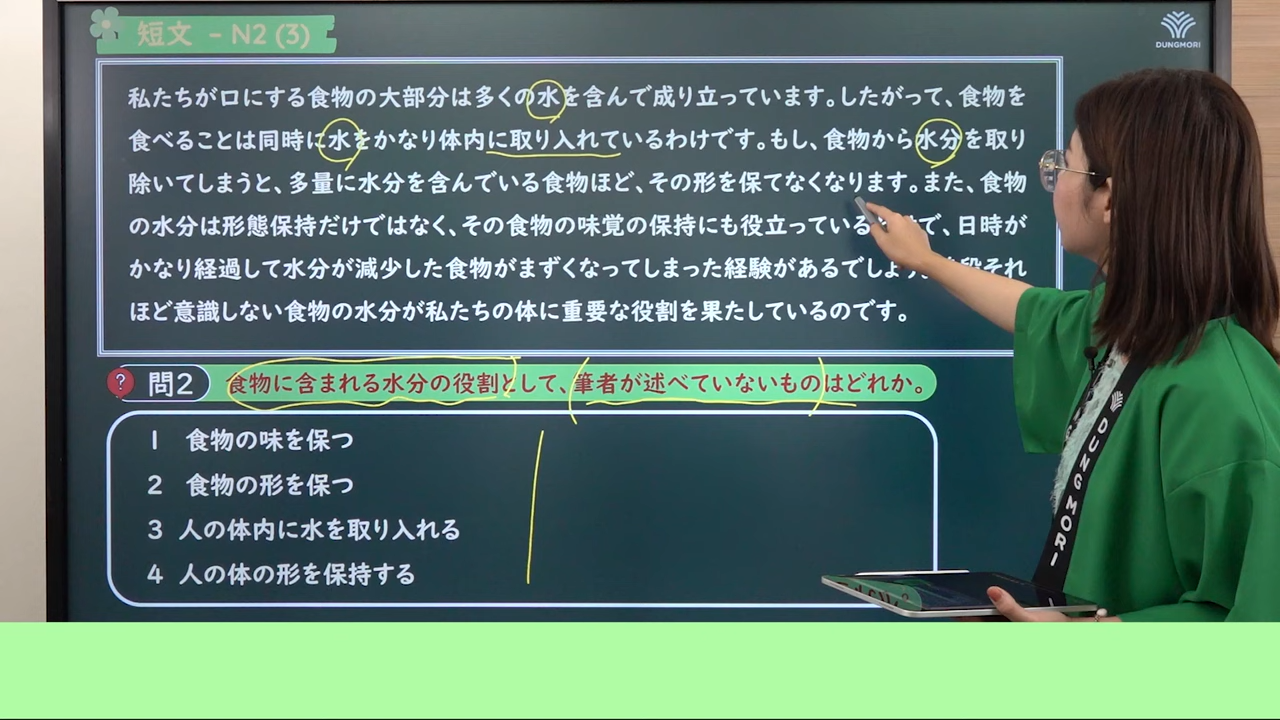 短文 - N2 (3)
DUNGMORI
私たちが口にする食物の大部分は多くの水を含んで成り立っています。したがって、食物を
食べることは同時に水をかなり体内に取り入れているわけです。もし、食物から水分を取り
除いてしまうと、多量に水分を含んでいる食物ほど、その形を保てなくなります。また、食物
の水分は形態保持だけではなく、その食物の味覚の保持にも役立っている で、日時が
かなり経過して水分が減少した食物がまずくなってしまった経験があるでしょう それ
ほど意識しない食物の水分が私たちの体に重要な役割を果たしているのです。
? 問2 食物に含まれる水分の役割として、筆者が述べていないものはどれか。
1 食物の味を保つ
2 食物の形を保つ
3 人の体内に水を取り入れる
4 人の体の形を保持する
DUNGMORI